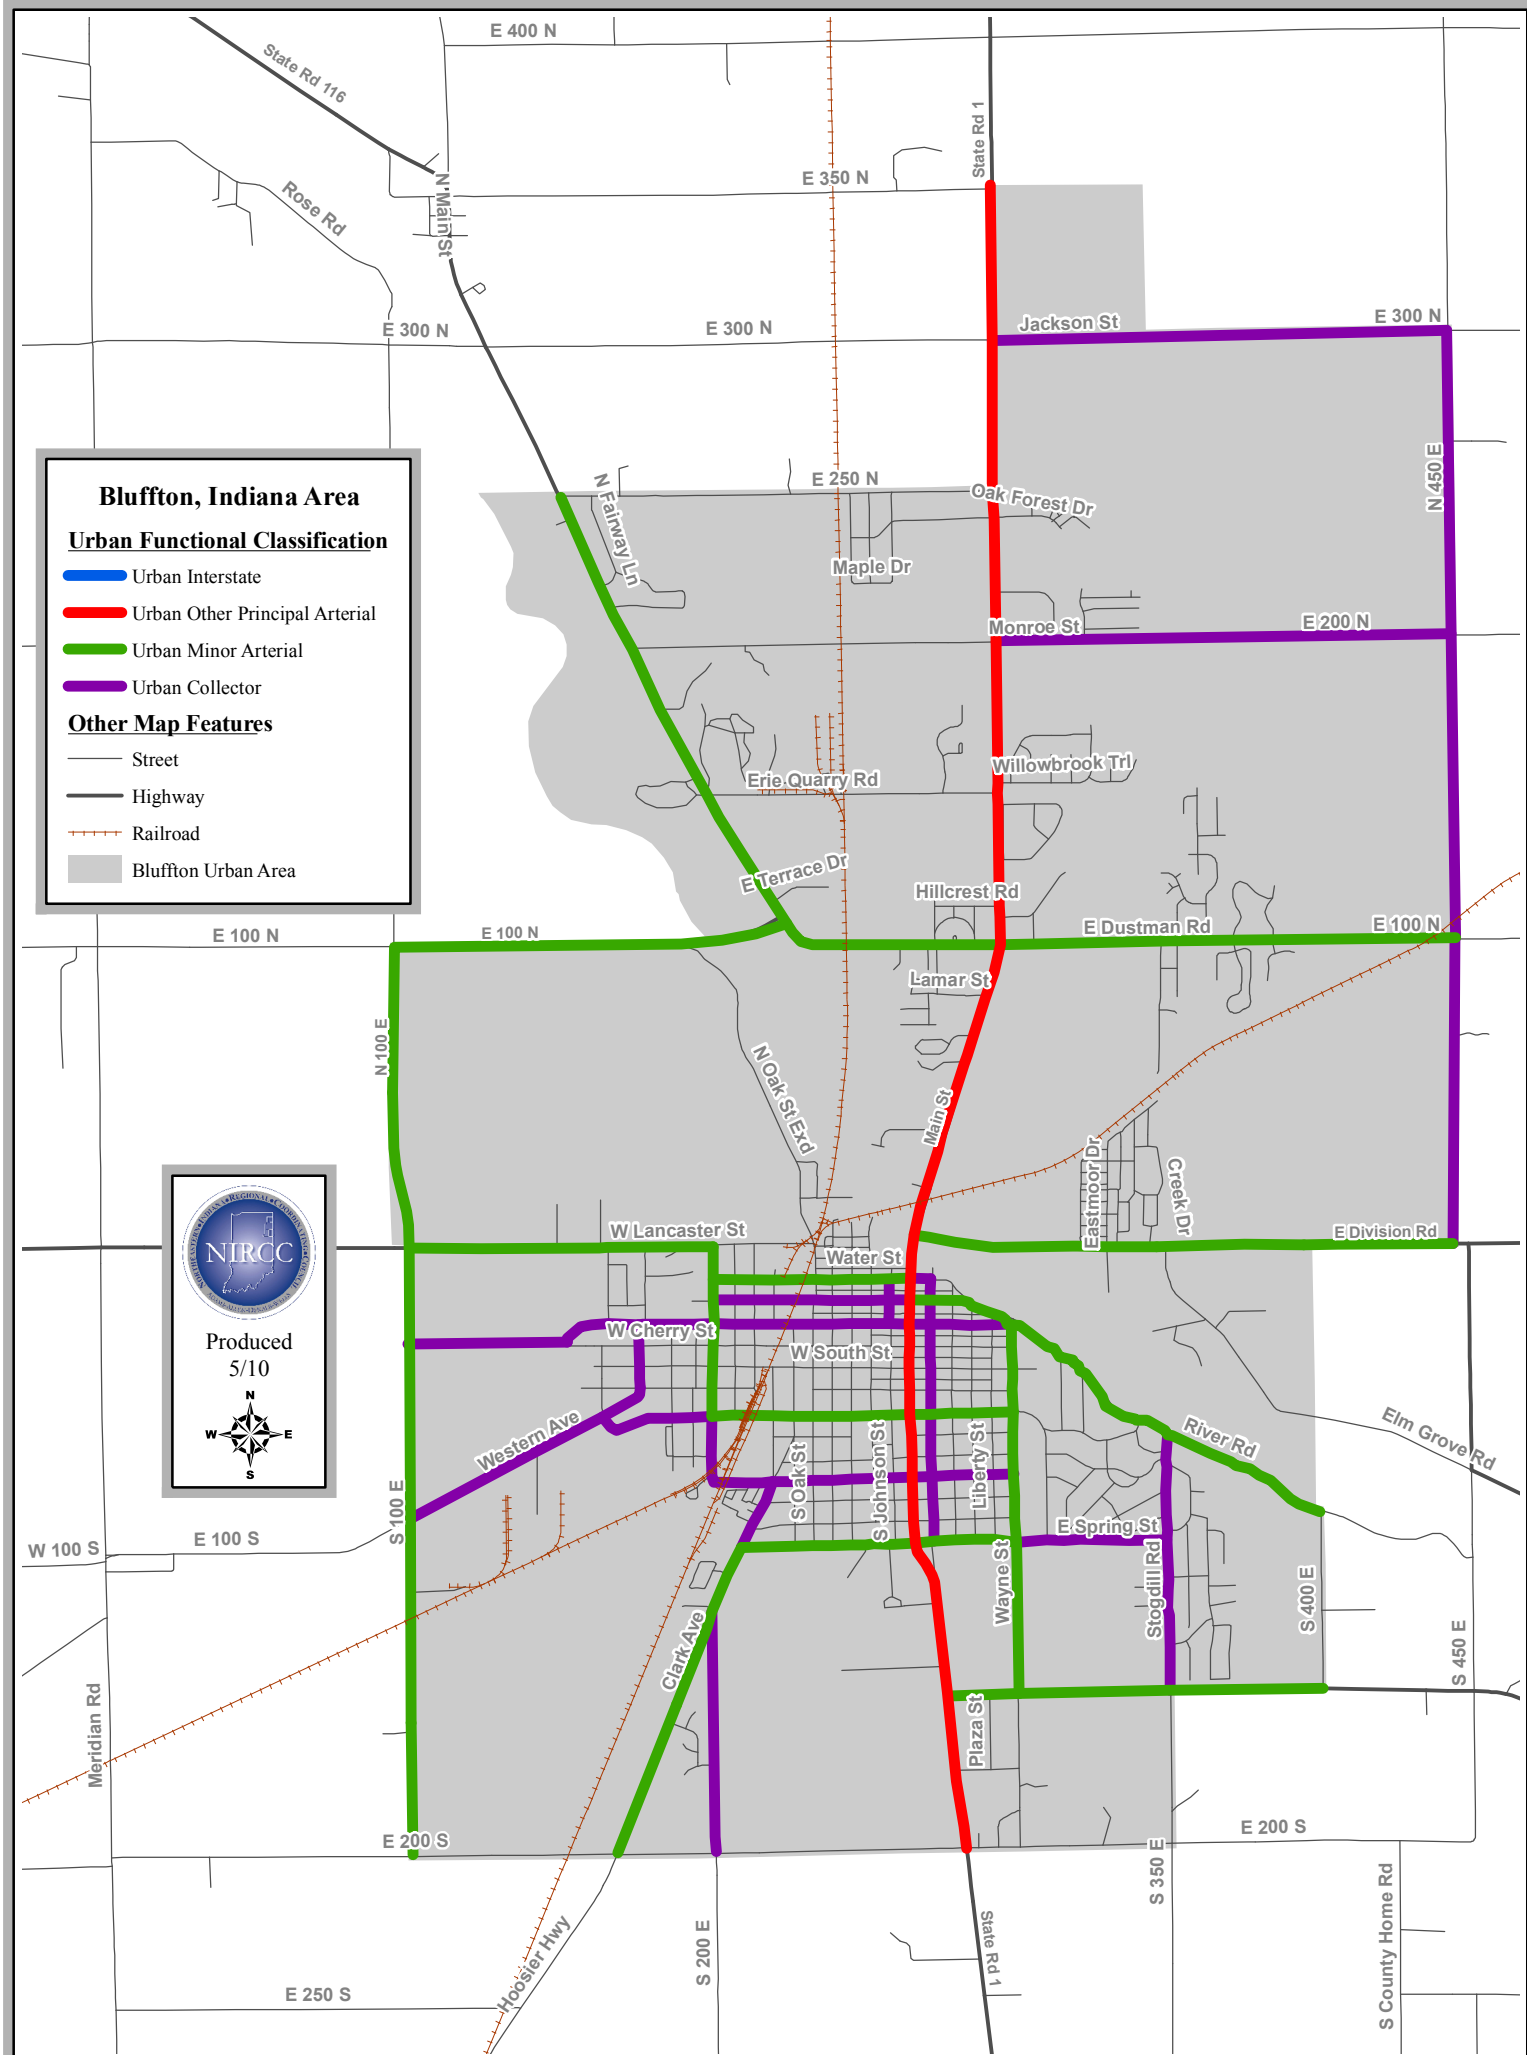 E 400 N
State Rd 116
State Rd 1
E 350 N
N Main St
Rose Rd
Jackson St
E 300 N
E 300 N
E 300 N
N 450 E
Bluffton, Indiana Area
Urban Functional Classification
Urban Interstate
Urban Other Principal Arterial
Urban Minor Arterial
Urban Collector
Other Map Features
Street
Highway
Railroad
Bluffton Urban Area
E 250 N
N Fairway Ln
Oak Forest Dr
Maple Dr
Monroe St
E 200 N
Willowbrook Trl
Erie Quarry Rd
E Terrace Dr
Hillcrest Rd
E Dustman Rd
E 100 N
E 100 N
E 100 N
Lamar St
N 100 E
N Oak St Exd
Main St
Eastmoor Dr
Creek Dr
W Lancaster St
E Division Rd
Water St
NORTHEASTERN•INDIANA•REGIONAL•COORDINATING•COUNCIL
NIRCC
Produced
5/10
N
W
E
S
W Cherry St
W South St
Western Ave
River Rd
Elm Grove Rd
S Oak St
S Johnson St
Liberty St
S 100 E
E Spring St
E 100 S
W 100 S
Wayne St
Stogdill Rd
S 400 E
S 450 E
Clark Ave
Meridian Rd
Plaza St
E 200 S
E 200 S
S 350 E
S County Home Rd
Hoosier Hwy
S 200 E
State Rd 1
E 250 S